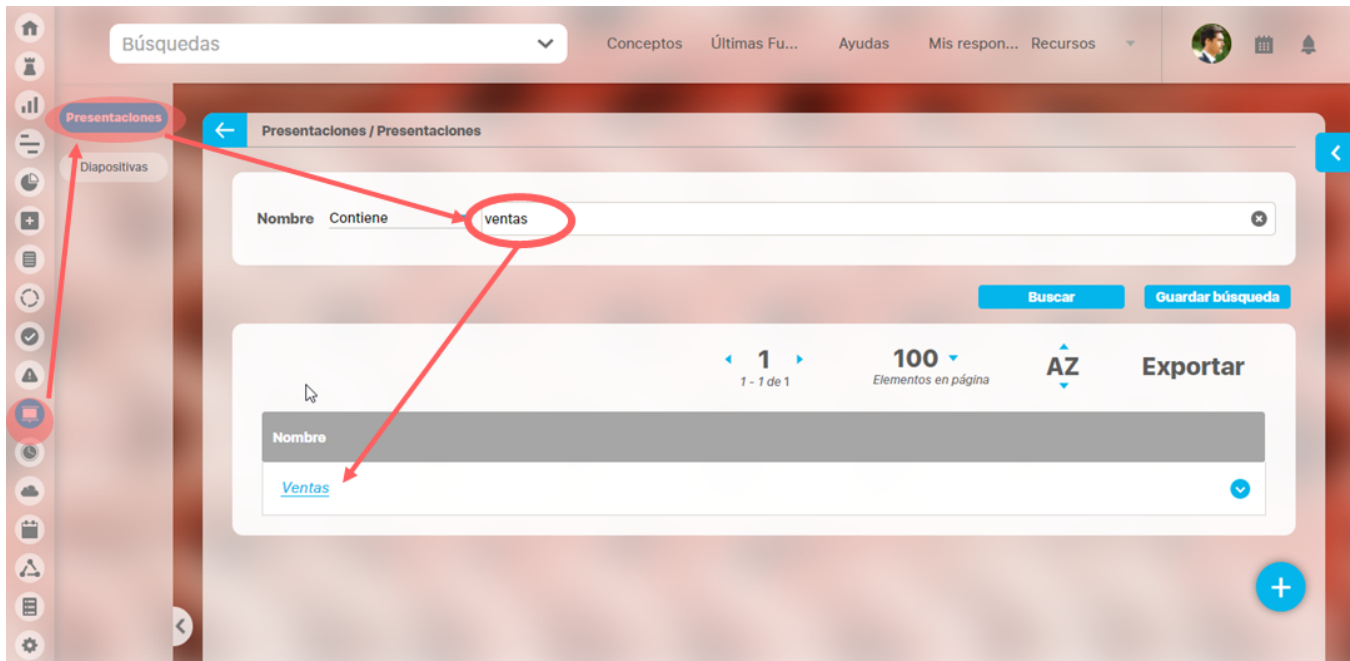 Búsquedas
Conceptos Últimas Fu... Ayudas Mis respon... Recursos
Presentaciones
Diapositivas
Presentaciones / Presentaciones
Nombre Contiene ventas
Buscar Guardar búsqueda
1 100 AZ Exportar
1 - 1 de 1 Elementos en página
Nombre
Ventas